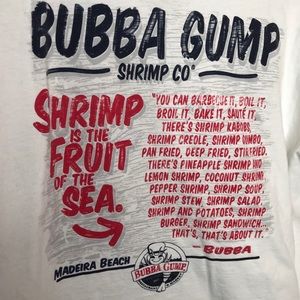 BUBBA GUMP
SHRIMP CO®
SHRIMP
IS THE
FRUIT
OF THE
SEA.
"YOU CAN BARBECUE IT, BOIL IT,
BROIL IT, BAKE IT, SAUTE IT.
THERE'S SHRIMP KABOBS,
SHRIMP CREOLE, SHRIMP GUMBO,
PAN FRIED, DEEP FRIED, STIR FRIED.
THERE'S PINEAPPLE SHRIMP AND
LEMON SHRIMP, COCONUT SHRIMP,
PEPPER SHRIMP, SHRIMP SOUP,
SHRIMP STEW, SHRIMP SALAD,
SHRIMP AND POTATOES, SHRIMP
BURGER, SHRIMP SANDWICH...
THAT'S, THAT'S ABOUT IT."
-BUBBA
MADEIRA BEACH
BUBBA GUMP